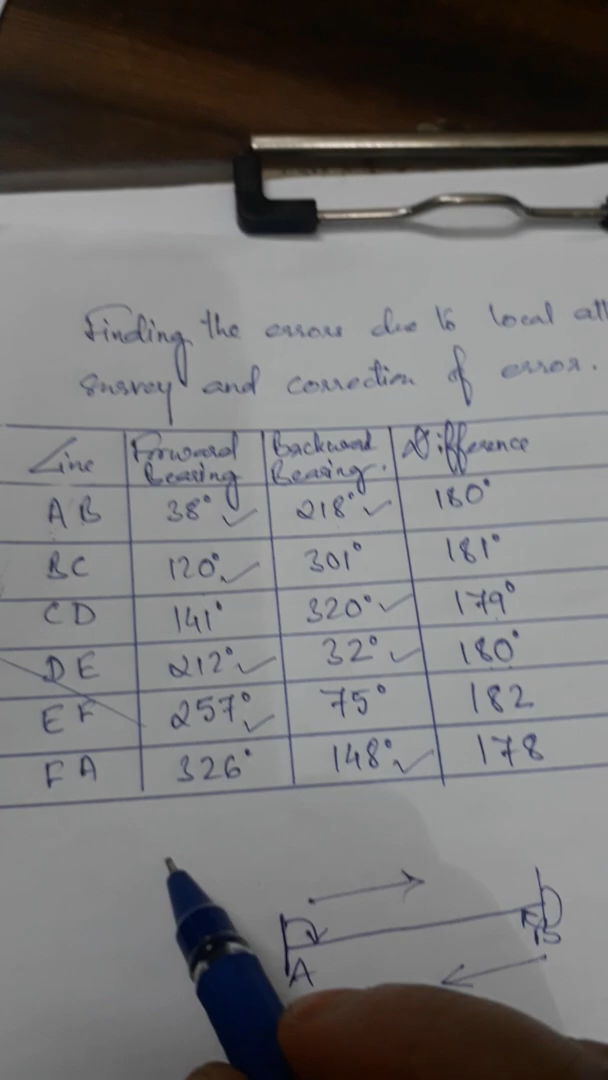 Finding the errors due to local
survey and correction of error.
Line Forward Bearing Backward Bearing. Difference
AB 38° ✓ 218° ✓ 180°
BC 120° ✓ 301° 181°
CD 141° 320° ✓ 179°
DE 212° ✓ 32° ✓ 180°
EF 257° ✓ 75° 182
FA 326° 148° ✓ 178
A B